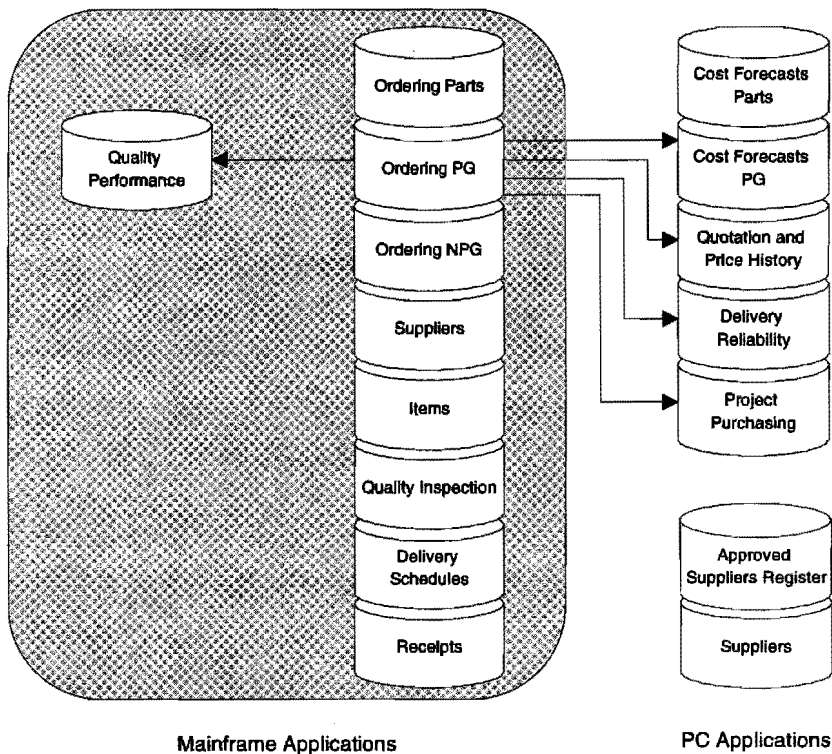 Quality
Performance
Ordering Parts
Ordering PG
Ordering NPG
Suppliers
Items
Quality Inspection
Delivery
Schedules
Receipts
Cost Forecasts
Parts
Cost Forecasts
PG
Quotation and
Price History
Delivery
Reliability
Project
Purchasing
Approved
Suppliers Register
Suppliers
Mainframe Applications
PC Applications